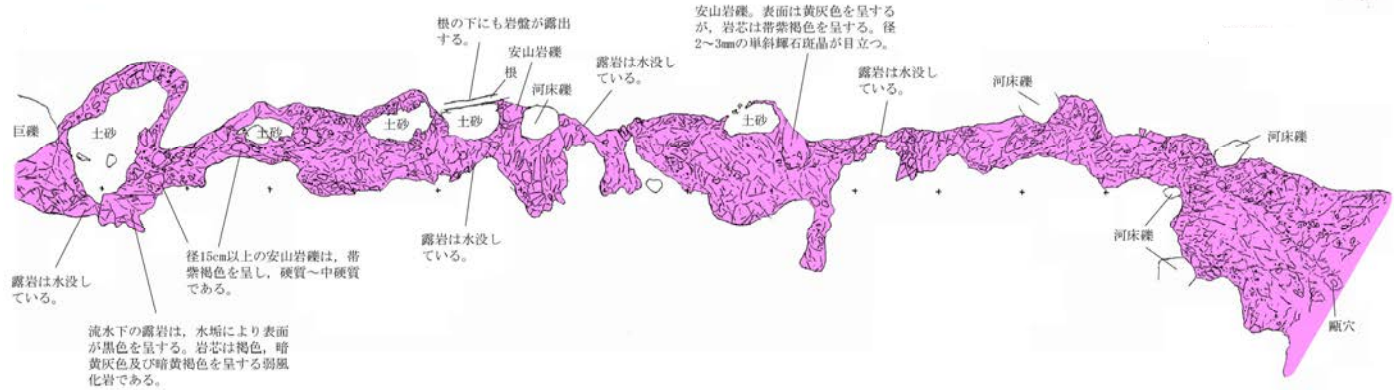 根の下にも岩盤が露出
する。
安山岩礫
根
河床礫
露岩は水没し
ている。
安山岩礫。表面は黄灰色を呈する
が，岩芯は帯紫褐色を呈する。径
2～3mmの単斜輝石斑晶が目立つ。
露岩は水没し
ている。
河床礫
河床礫
巨礫
土砂
土砂
土砂
土砂
土砂
露岩は水没し
ている。
径15cm以上の安山岩礫は，帯
紫褐色を呈し，硬質～中硬質
である。
露岩は水没し
ている。
河床礫
甌穴
流水下の露岩は，水垢により表面
が黒色を呈する。岩芯は褐色，暗
黄灰色及び暗黄褐色を呈する弱風
化岩である。